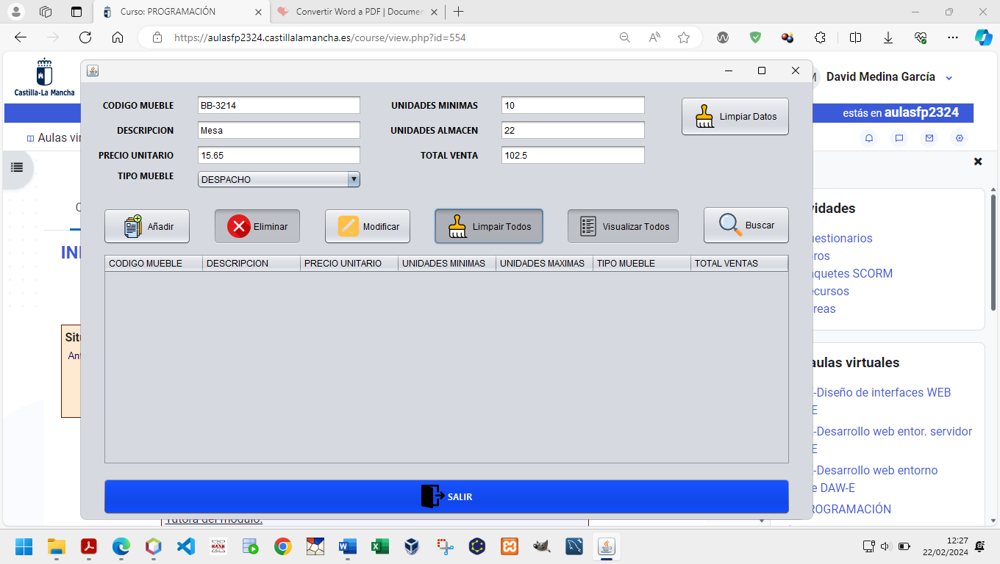 Curso: PROGRAMACIÓN
Convertir Word a PDF | Documen
https://aulasfp2324.castillalamancha.es/course/view.php?id=554
Castilla-La Mancha
M David Medina García
estás en aulasfp2324
Aulas vi
CODIGO MUEBLE BB-3214 UNIDADES MINIMAS 10 Limpiar Datos
DESCRIPCION Mesa UNIDADES ALMACEN 22
PRECIO UNITARIO 15.65 TOTAL VENTA 102.5
TIPO MUEBLE DESPACHO
Añadir Eliminar Modificar Limpair Todos Visualizar Todos Buscar
CODIGO MUEBLE DESCRIPCION PRECIO UNITARIO UNIDADES MINIMAS UNIDADES MAXIMAS TIPO MUEBLE TOTAL VENTAS
SALIR
C
INI
Situ
Ant
Tutora del módulo:
vidades
uestionarios
ros
aquetes SCORM
ecursos
reas
aulas virtuales
-Diseño de interfaces WEB
E
-Desarrollo web entor. servidor
E
-Desarrollo web entorno
e DAW-E
ROGRAMACIÓN
12:27
22/02/2024